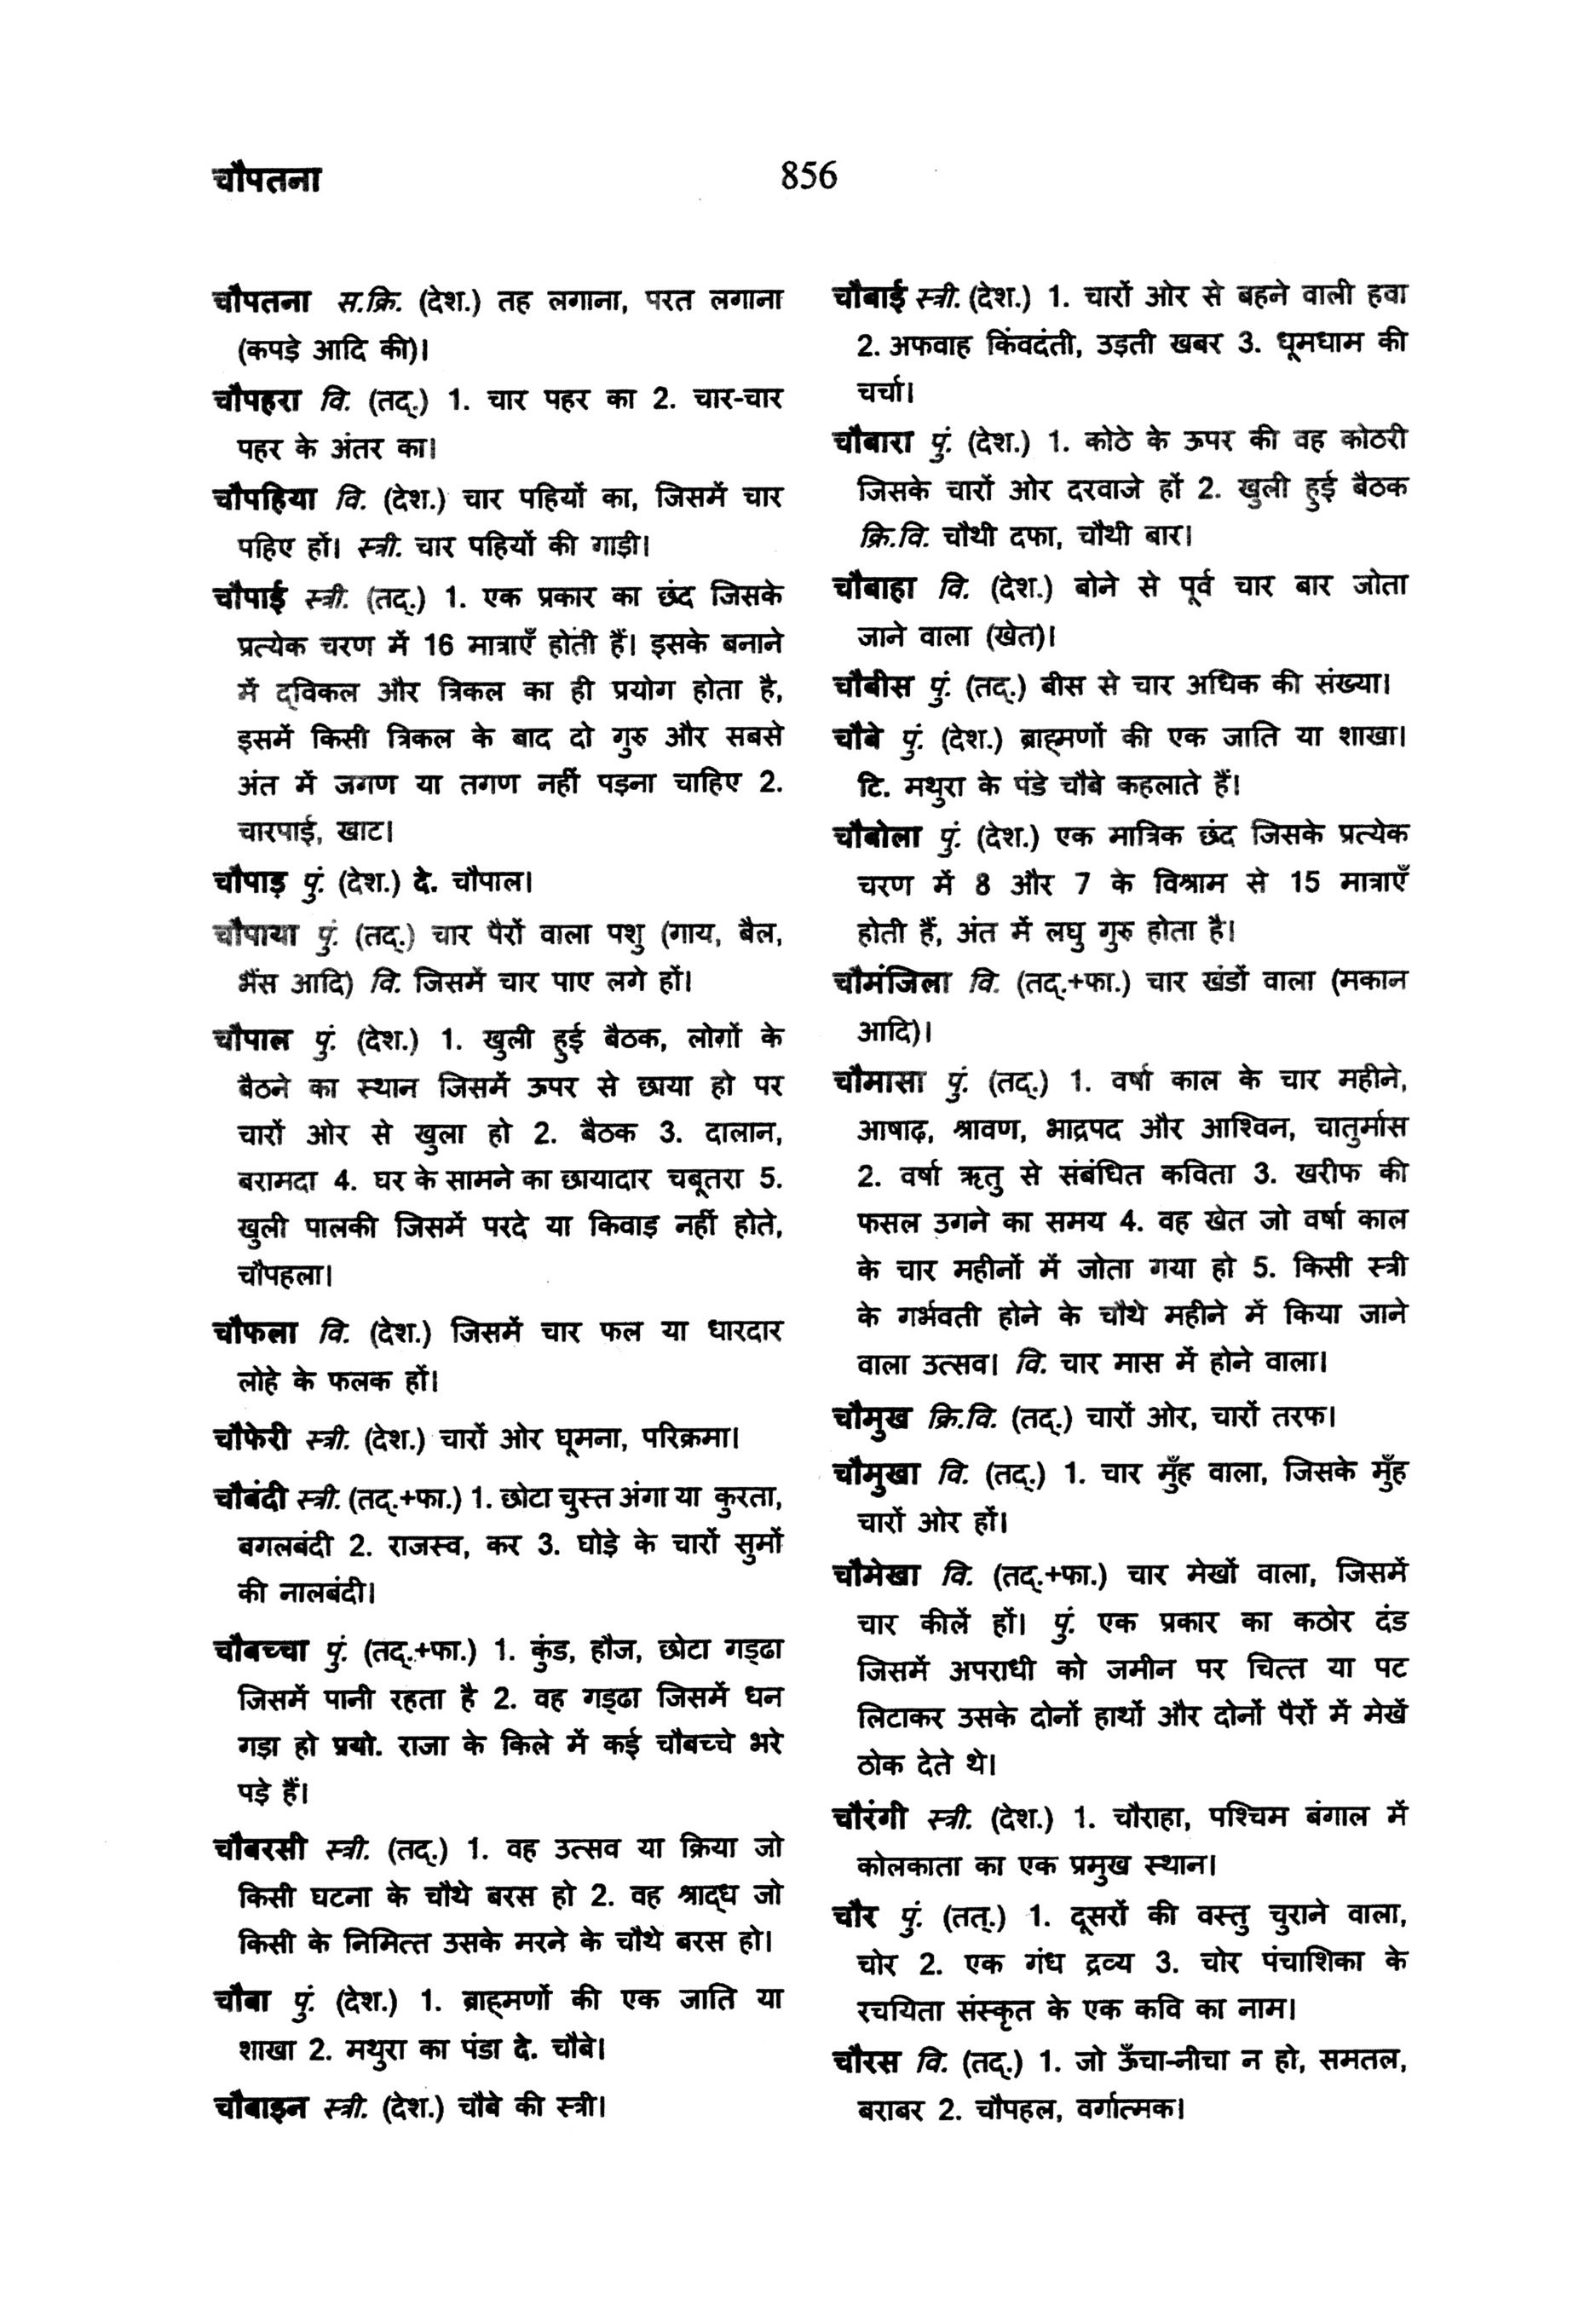 चौपतना
856
चौपतना स.क्रि. (देश.) तह लगाना, परत लगाना
(कपड़े आदि की)।
चौपहरा वि. (तद्.) 1. चार पहर का 2. चार-चार
पहर के अंतर का।
चौपहिया वि. (देश.) चार पहियों का, जिसमें चार
पहिए हों। स्त्री. चार पहियों की गाड़ी।
चौपाई स्त्री. (तद्.) 1. एक प्रकार का छंद जिसके
प्रत्येक चरण में 16 मात्राएँ होती हैं। इसके बनाने
में द्‌विकल और त्रिकल का ही प्रयोग होता है,
इसमें किसी त्रिकल के बाद दो गुरु और सबसे
अंत में जगण या तगण नहीं पड़ना चाहिए 2.
चारपाई, खाट।
चौपाड़ पुं. (देश.) दे. चौपाल।
चौपाया पुं. (तद्.) चार पैरों वाला पशु (गाय, बैल,
भैंस आदि) वि. जिसमें चार पाए लगे हों।
चौपाल पुं. (देश.) 1. खुली हुई बैठक, लोगों के
बैठने का स्थान जिसमें ऊपर से छाया हो पर
चारों ओर से खुला हो 2. बैठक 3. दालान,
बरामदा 4. घर के सामने का छायादार चबूतरा 5.
खुली पालकी जिसमें परदे या किवाड़ नहीं होते,
चौपहला।
चौफला वि. (देश.) जिसमें चार फल या धारदार
लोहे के फलक हों।
चौफेरी स्त्री. (देश.) चारों ओर घूमना, परिक्रमा।
चौबंदी स्त्री. (तद्.+फा.) 1. छोटा चुस्त अंगा या कुरता,
बगलबंदी 2. राजस्व, कर 3. घोड़े के चारों सुमों
की नालबंदी।
चौबच्चा पुं. (तद्.+फा.) 1. कुंड, हौज, छोटा गड्ढा
जिसमें पानी रहता है 2. वह गड्ढा जिसमें धन
गड़ा हो प्रयो. राजा के किले में कई चौबच्चे भरे
पड़े हैं।
चौबरसी स्त्री. (तद्.) 1. वह उत्सव या क्रिया जो
किसी घटना के चौथे बरस हो 2. वह श्राद्‌ध जो
किसी के निमित्त उसके मरने के चौथे बरस हो।
चौबा पुं. (देश.) 1. ब्राह्‌मणों की एक जाति या
शाखा 2. मथुरा का पंडा दे. चौबे।
चौबाइन स्त्री. (देश.) चौबे की स्त्री।
चौबाई स्त्री. (देश.) 1. चारों ओर से बहने वाली हवा
2. अफवाह किंवदंती, उड़ती खबर 3. धूमधाम की
चर्चा।
चौबारा पुं. (देश.) 1. कोठे के ऊपर की वह कोठरी
जिसके चारों ओर दरवाजे हों 2. खुली हुई बैठक
क्रि.वि. चौथी दफा, चौथी बार।
चौबाहा वि. (देश.) बोने से पूर्व चार बार जोता
जाने वाला (खेत)।
चौबीस पुं. (तद्.) बीस से चार अधिक की संख्या।
चौबे पुं. (देश.) ब्राह्‌मणों की एक जाति या शाखा।
टि. मथुरा के पंडे चौबे कहलाते हैं।
चौबोला पुं. (देश.) एक मात्रिक छंद जिसके प्रत्येक
चरण में 8 और 7 के विश्राम से 15 मात्राएँ
होती हैं, अंत में लघु गुरु होता है।
चौमंजिला वि. (तद्.+फा.) चार खंडों वाला (मकान
आदि)।
चौमासा पुं. (तद्.) 1. वर्षा काल के चार महीने,
आषाढ़, श्रावण, भाद्रपद और आश्विन, चातुर्मास
2. वर्षा ऋतु से संबंधित कविता 3. खरीफ की
फसल उगने का समय 4. वह खेत जो वर्षा काल
के चार महीनों में जोता गया हो 5. किसी स्त्री
के गर्भवती होने के चौथे महीने में किया जाने
वाला उत्सव। वि. चार मास में होने वाला।
चौमुख क्रि.वि. (तद्.) चारों ओर, चारों तरफ।
चौमुखा वि. (तद्.) 1. चार मुँह वाला, जिसके मुँह
चारों ओर हों।
चौमेखा वि. (तद्.+फा.) चार मेखों वाला, जिसमें
चार कीलें हों। पुं. एक प्रकार का कठोर दंड
जिसमें अपराधी को जमीन पर चित्त या पट
लिटाकर उसके दोनों हाथों और दोनों पैरों में मेखें
ठोक देते थे।
चौरंगी स्त्री. (देश.) 1. चौराहा, पश्चिम बंगाल में
कोलकाता का एक प्रमुख स्थान।
चौर पुं. (तत्.) 1. दूसरों की वस्तु चुराने वाला,
चोर 2. एक गंध द्रव्य 3. चोर पंचाशिका के
रचयिता संस्कृत के एक कवि का नाम।
चौरस वि. (तद्.) 1. जो ऊँचा-नीचा न हो, समतल,
बराबर 2. चौपहल, वर्गात्मक।